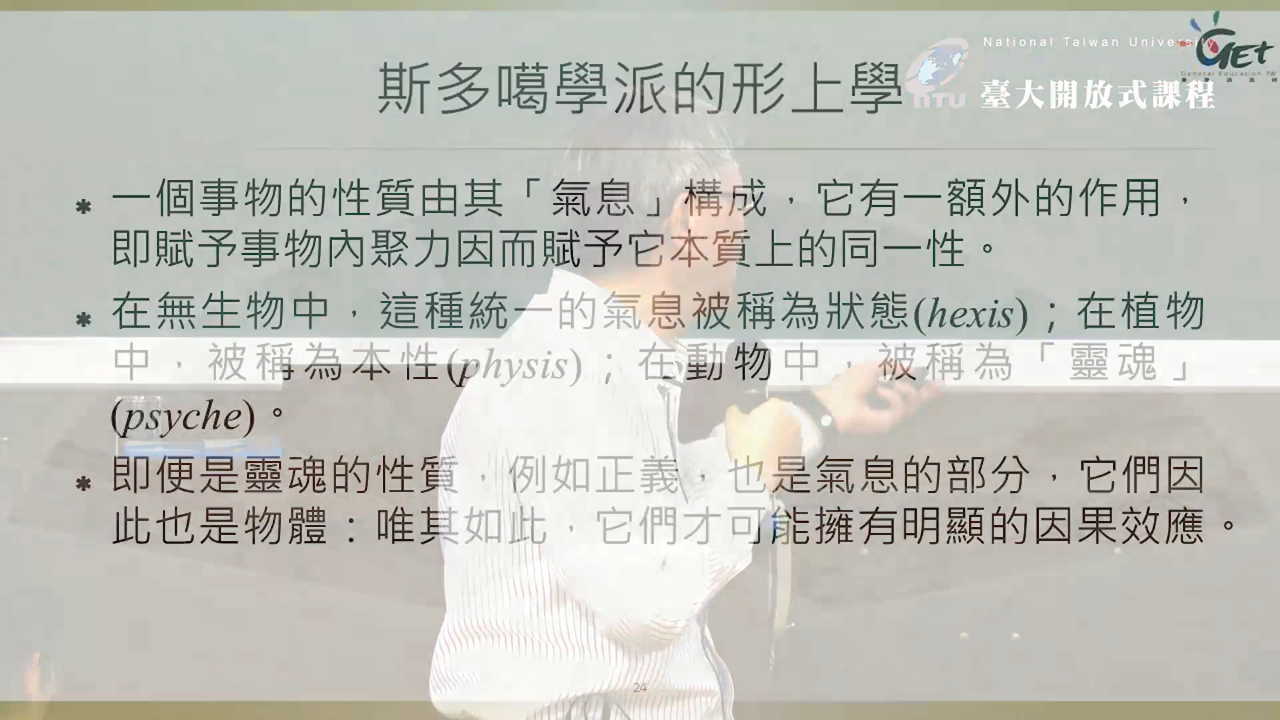 National Taiwan University
GEt
General Education TW
臺大開放式課程
NTU
斯多噶學派的形上學
* 一個事物的性質由其「氣息」構成，它有一額外的作用，
即賦予事物內聚力因而賦予它本質上的同一性。
* 在無生物中，這種統一的氣息被稱為狀態(hexis)；在植物
中，被稱為本性(physis)；在動物中，被稱為「靈魂」
(psyche)。
* 即便是靈魂的性質，例如正義，也是氣息的部分，它們因
此也是物體：唯其如此，它們才可能擁有明顯的因果效應。
24